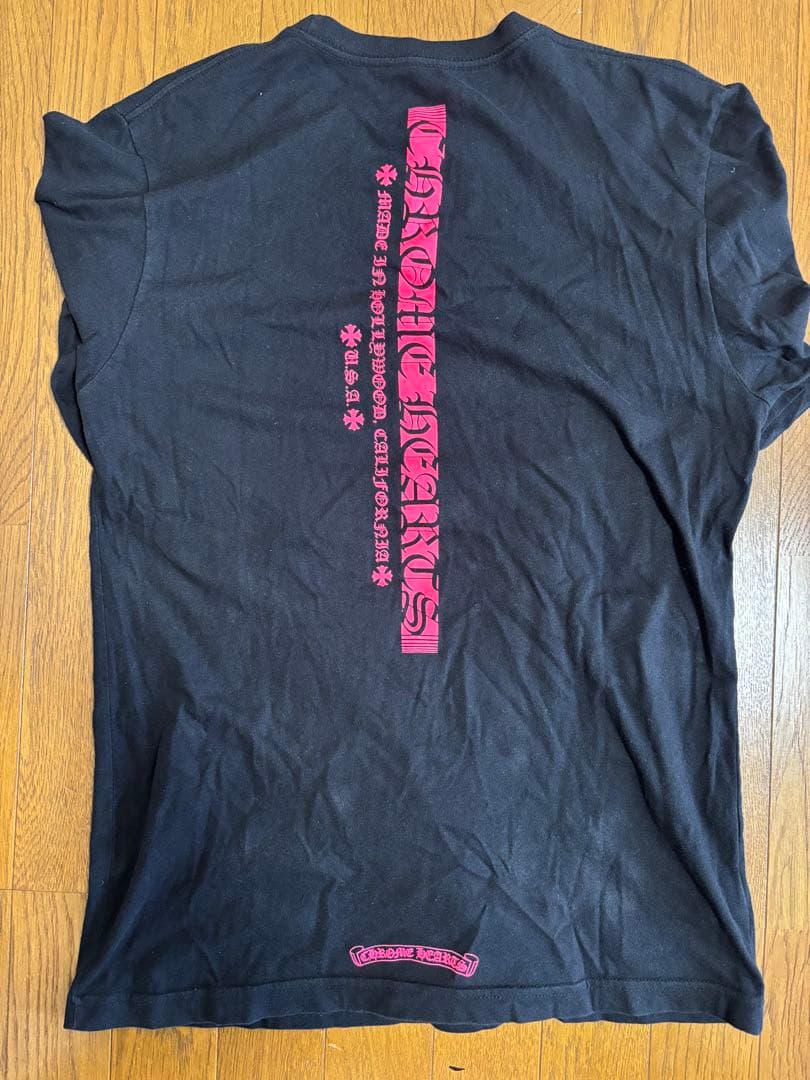 CHROME HEARTS
MADE IN HOLLYWOOD, CALIFORNIA
U.S.A
CHROME HEARTS